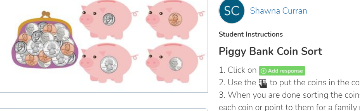 SC
Shawna Curran
Student Instructions
Piggy Bank Coin Sort
1. Click on Add response
2. Use the to put the coins in the co
3. When you are done sorting the coin
each coin or point to them for a family